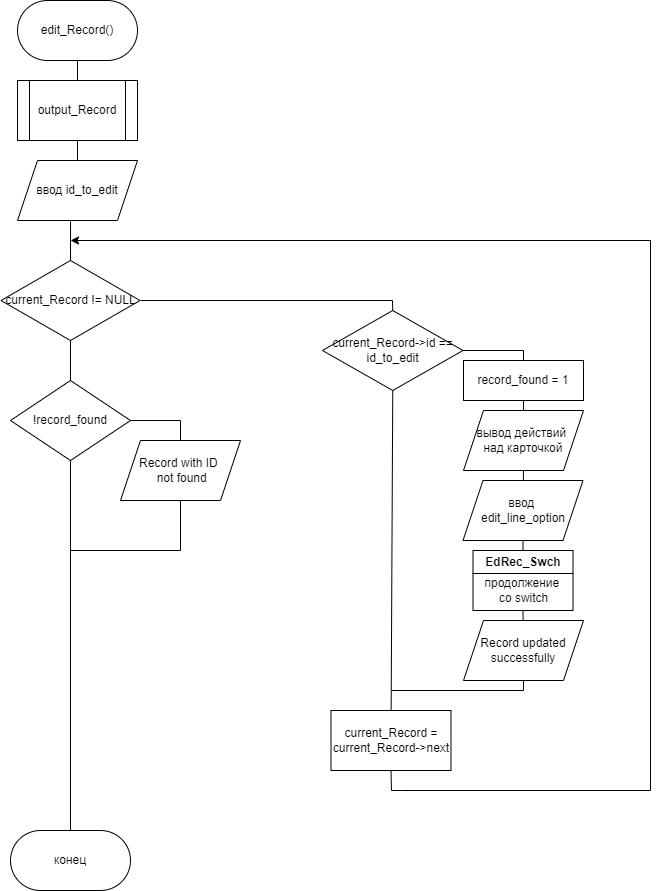 edit_Record()
output_Record
ввод id_to_edit
current_Record != NULL
current_Record->id ==
id_to_edit
record_found = 1
!record_found
вывод действий
над карточкой
Record with ID
not found
ввод
edit_line_option
EdRec_Swch
продолжение
со switch
Record updated
successfully
current_Record =
current_Record->next
конец